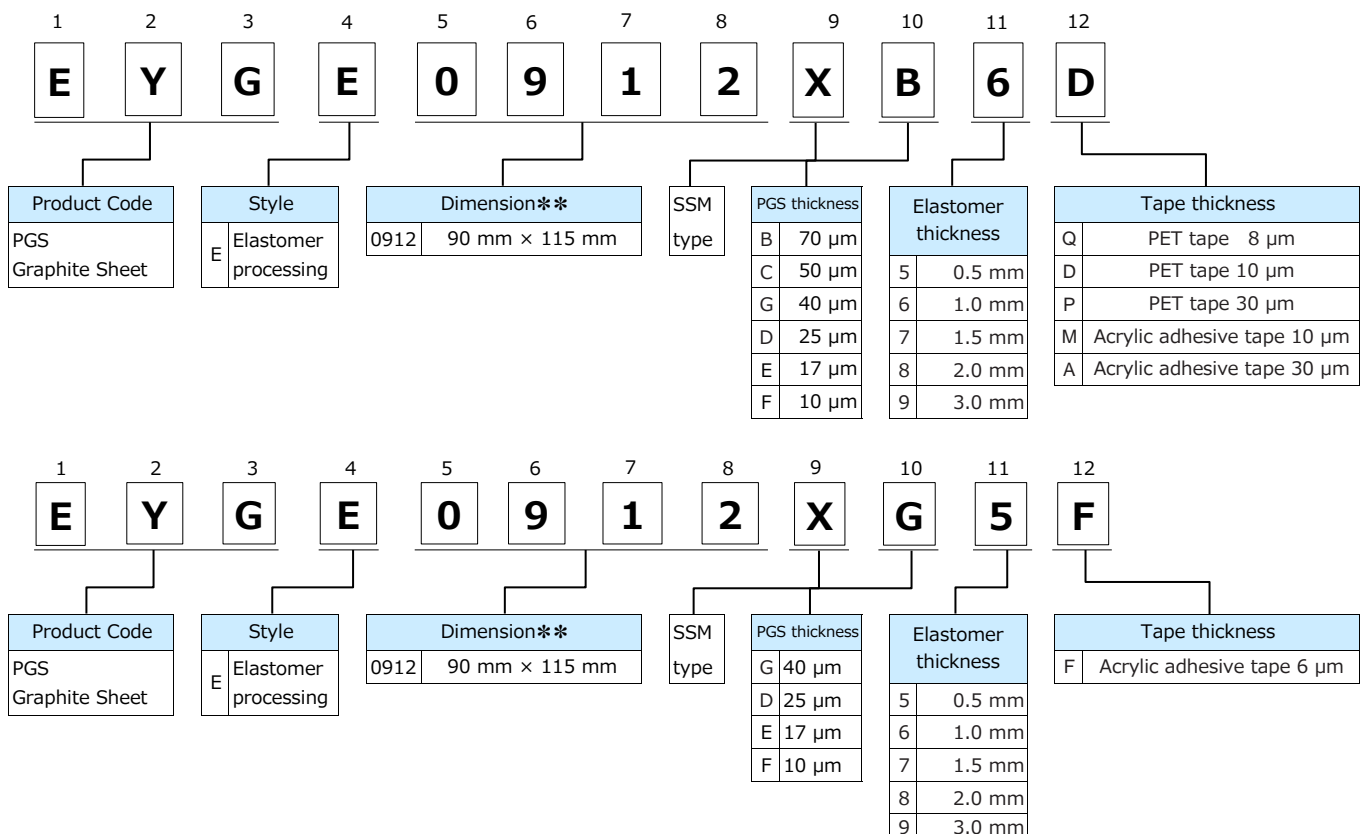 1 2 3 4 5 6 7 8 9 10 11 12
E Y G E 0 9 1 2 X B 6 D
Product Code
PGS
Graphite Sheet
Style
E Elastomer
processing
Dimension**
0912 90 mm × 115 mm
SSM
type
PGS thickness
B 70 µm
C 50 µm
G 40 µm
D 25 µm
E 17 µm
F 10 µm
Elastomer
thickness
5 0.5 mm
6 1.0 mm
7 1.5 mm
8 2.0 mm
9 3.0 mm
Tape thickness
Q PET tape 8 µm
D PET tape 10 µm
P PET tape 30 µm
M Acrylic adhesive tape 10 µm
A Acrylic adhesive tape 30 µm
1 2 3 4 5 6 7 8 9 10 11 12
E Y G E 0 9 1 2 X G 5 F
Product Code
PGS
Graphite Sheet
Style
E Elastomer
processing
Dimension**
0912 90 mm × 115 mm
SSM
type
PGS thickness
G 40 µm
D 25 µm
E 17 µm
F 10 µm
Elastomer
thickness
5 0.5 mm
6 1.0 mm
7 1.5 mm
8 2.0 mm
9 3.0 mm
Tape thickness
F Acrylic adhesive tape 6 µm